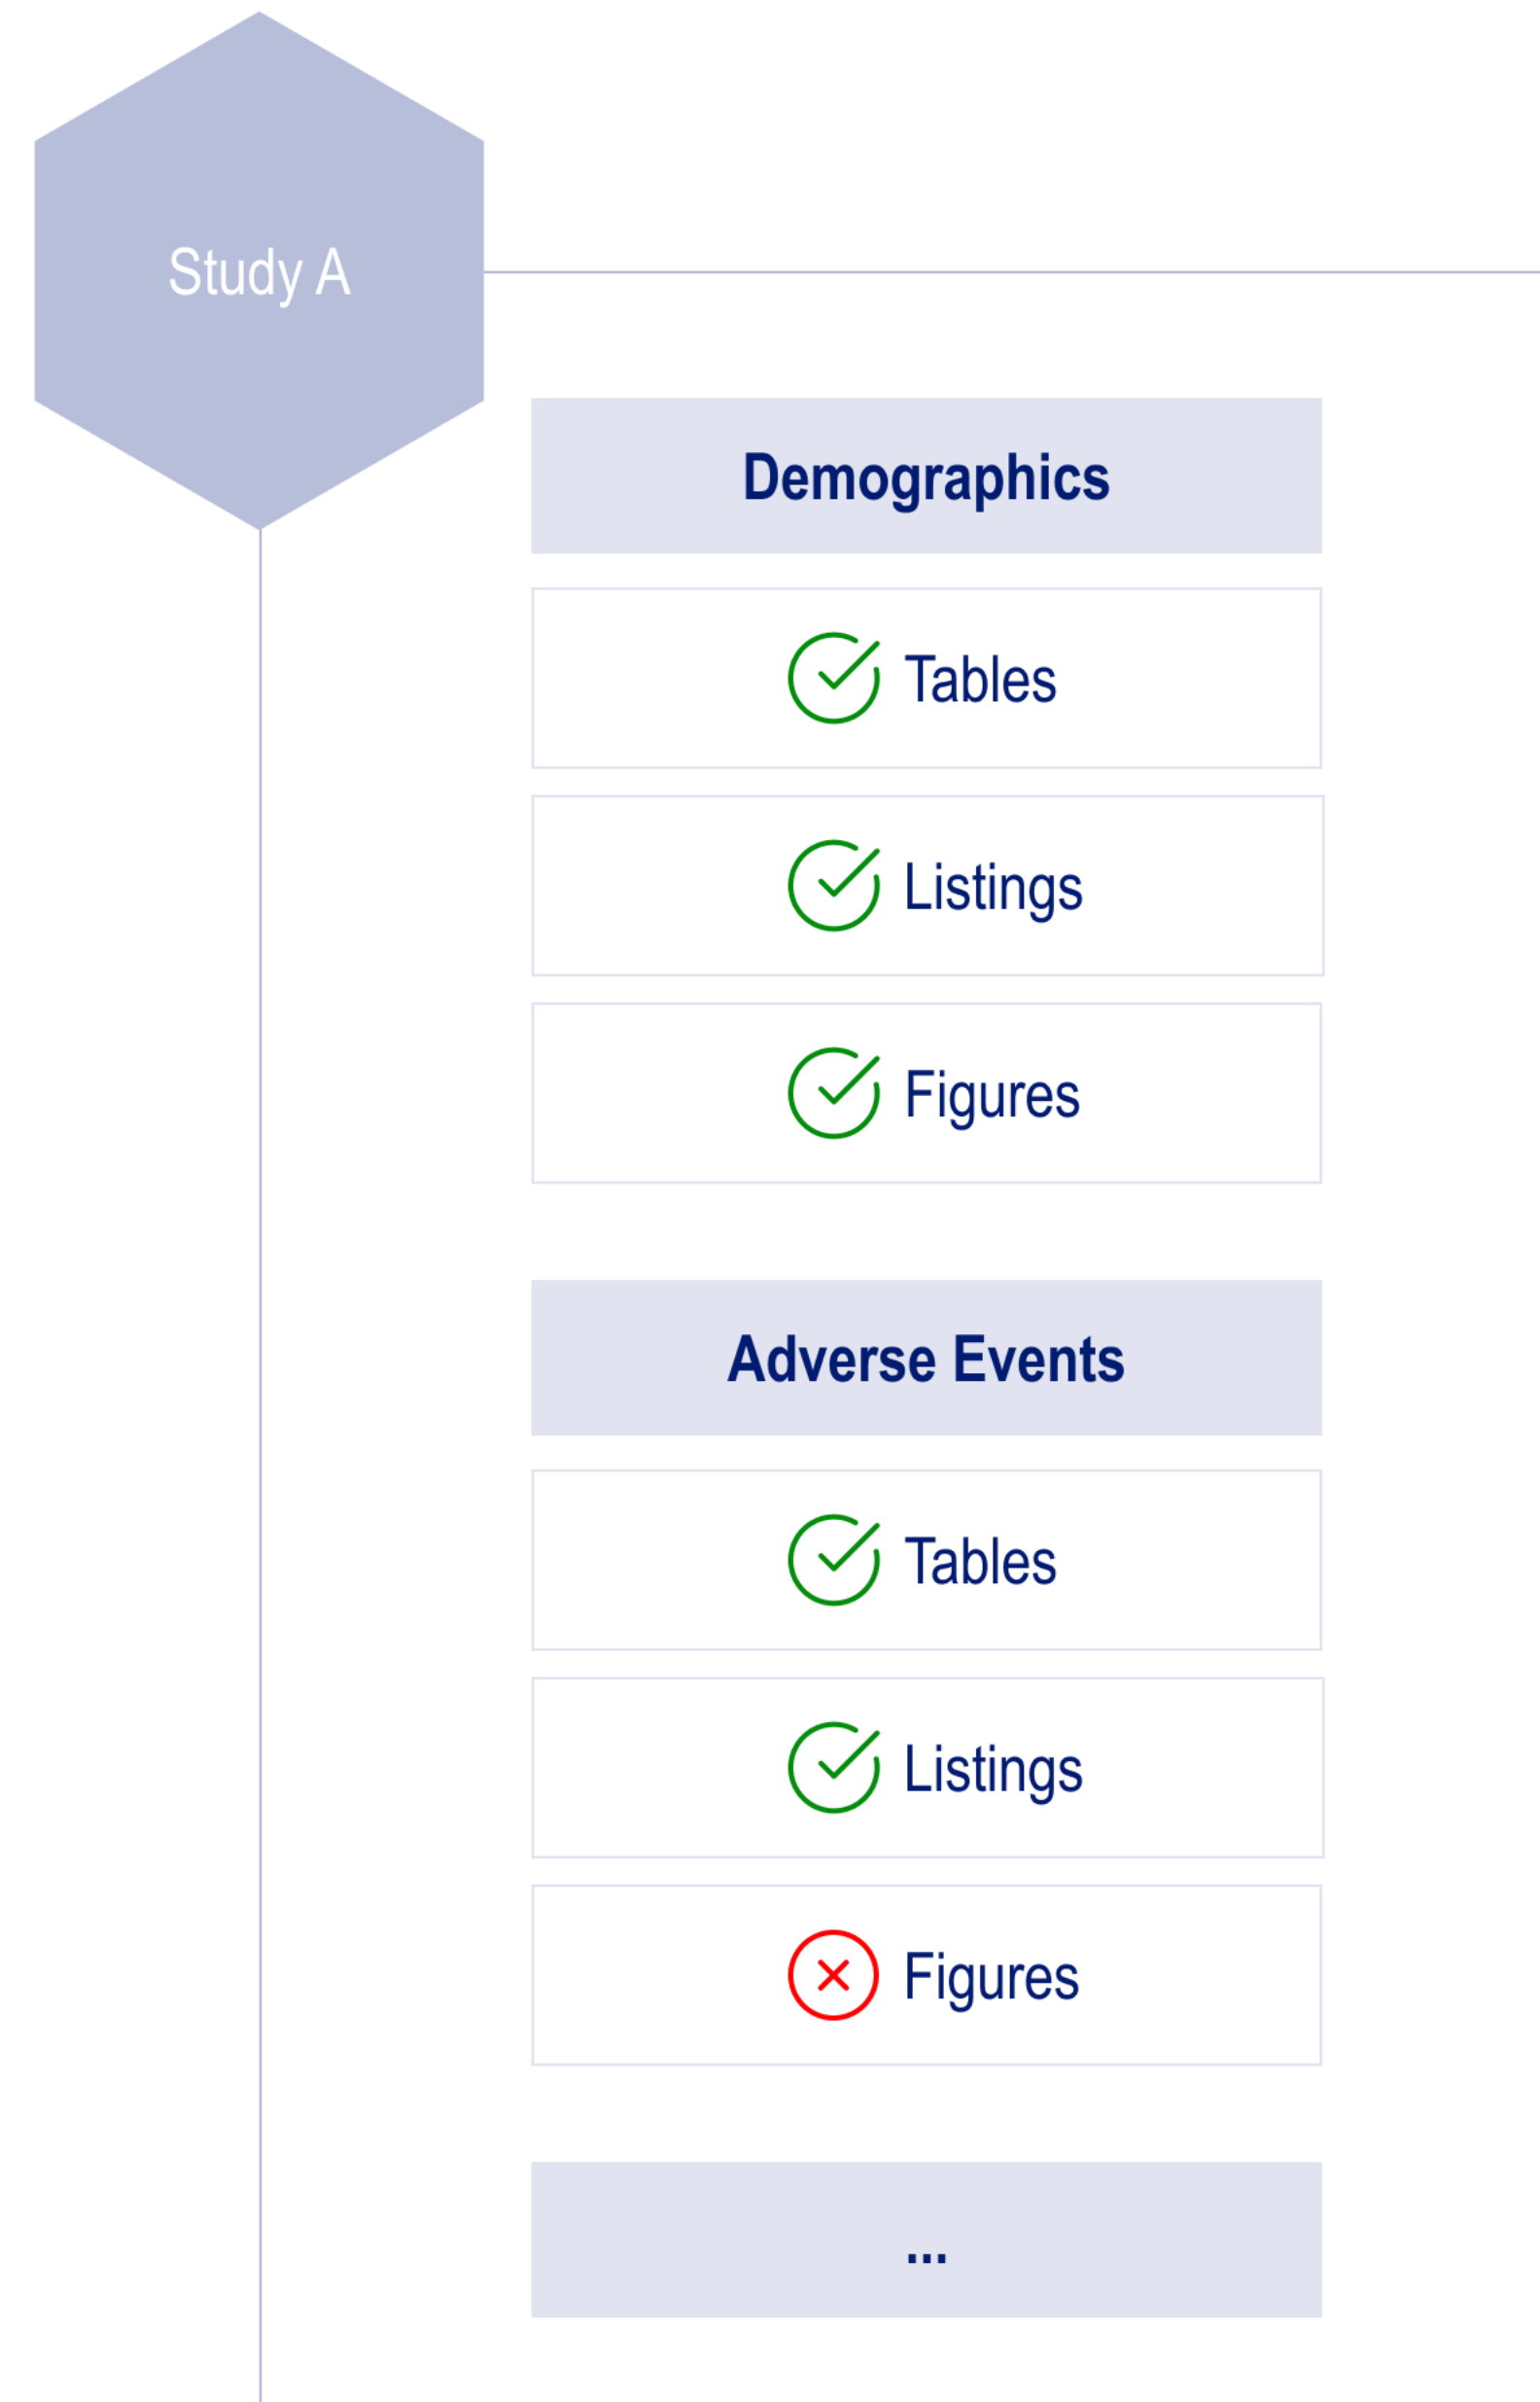 Study A
Demographics
Tables
Listings
Figures
Adverse Events
Tables
Listings
Figures
...